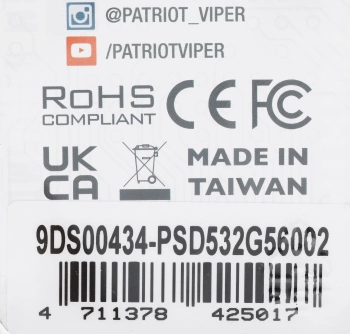 @PATRIOT_VIPER
/PATRIOTVIPER
RoHS
COMPLIANT
CE FC
UK
CA
MADE IN
TAIWAN
9DS00434-PSD532G56002
4 711378 425017